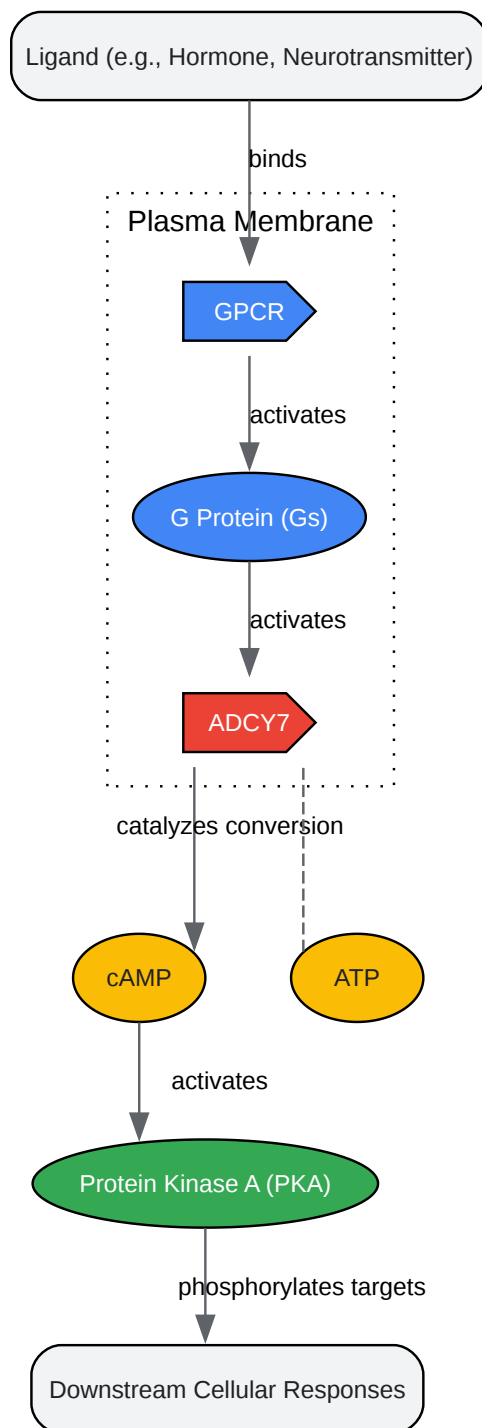 Ligand (e.g., Hormone, Neurotransmitter)
binds
Plasma Membrane
GPCR
activates
G Protein (Gs)
activates
ADCY7
catalyzes conversion
cAMP
ATP
activates
Protein Kinase A (PKA)
phosphorylates targets
Downstream Cellular Responses